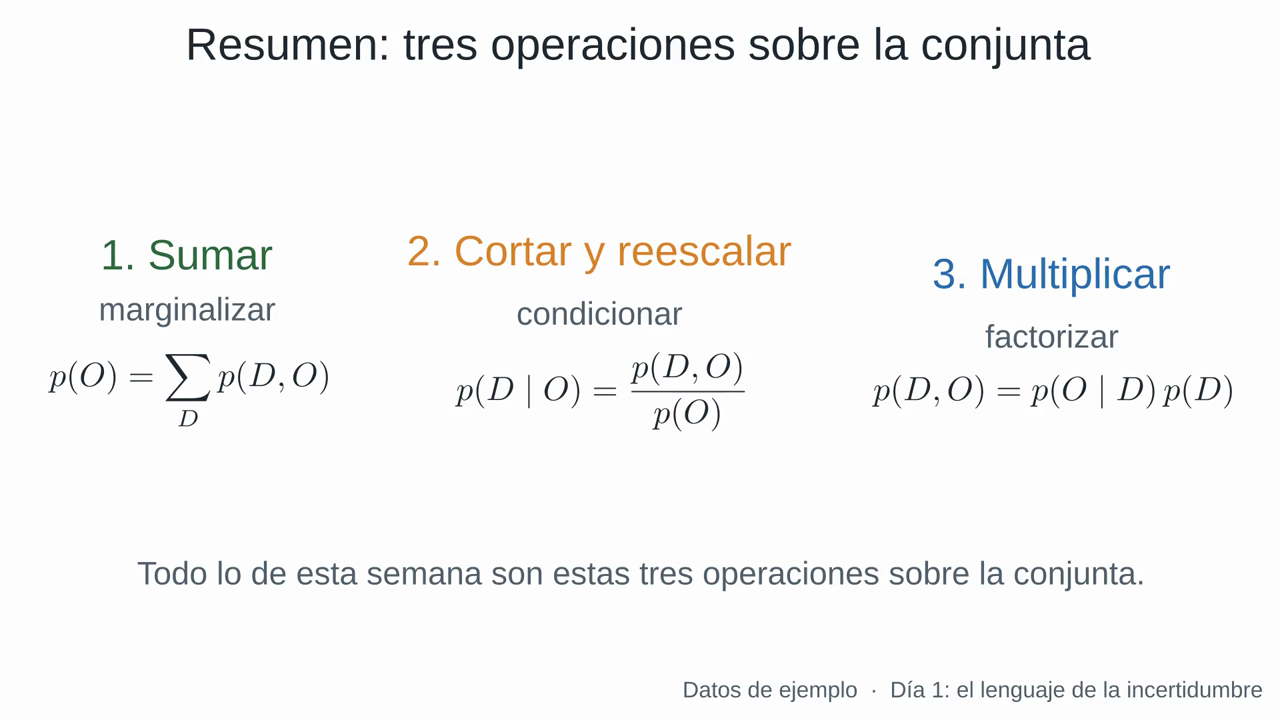 Resumen: tres operaciones sobre la conjunta
1. Sumar
marginalizar
p(O) = ∑_D p(D, O)
2. Cortar y reescalar
condicionar
p(D | O) = p(D, O) / p(O)
3. Multiplicar
factorizar
p(D, O) = p(O | D) p(D)
Todo lo de esta semana son estas tres operaciones sobre la conjunta.
Datos de ejemplo · Día 1: el lenguaje de la incertidumbre